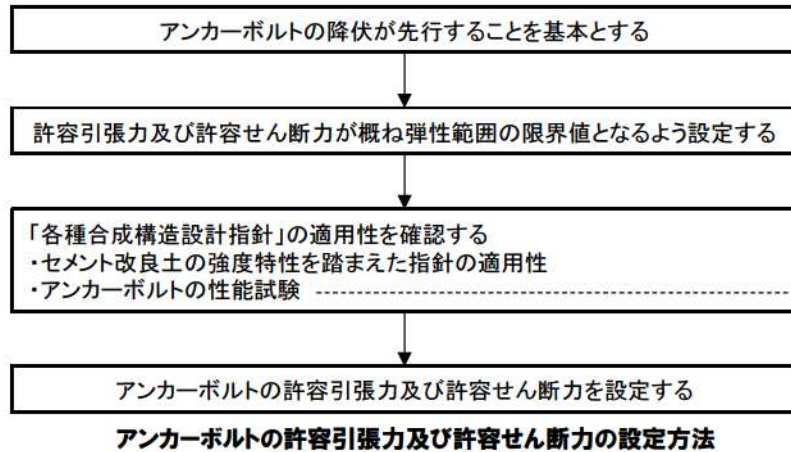 アンカーボルトの降伏が先行することを基本とする
許容引張力及び許容せん断力が概ね弾性範囲の限界値となるよう設定する
「各種合成構造設計指針」の適用性を確認する
・セメント改良土の強度特性を踏まえた指針の適用性
・アンカーボルトの性能試験
アンカーボルトの許容引張力及び許容せん断力を設定する
アンカーボルトの許容引張力及び許容せん断力の設定方法